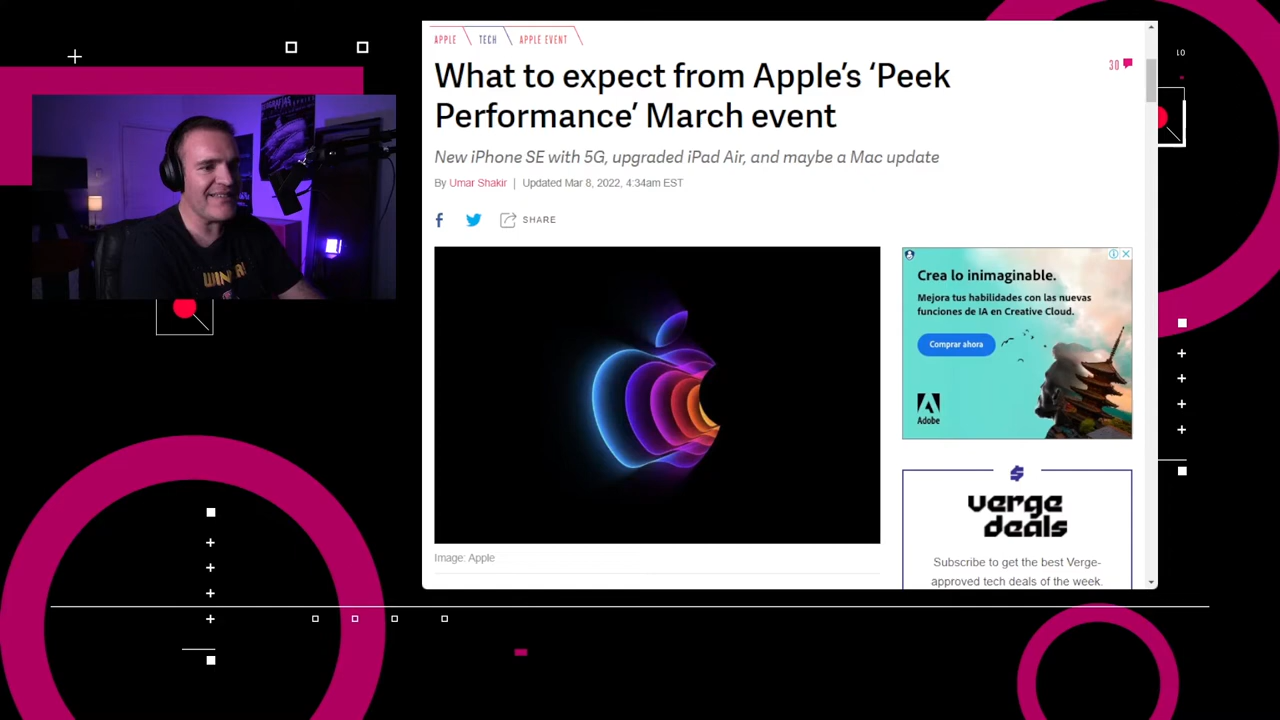 APPLE
TECH
APPLE EVENT
What to expect from Apple's 'Peek
Performance' March event
30
New iPhone SE with 5G, upgraded iPad Air, and maybe a Mac update
By Umar Shakir | Updated Mar 8, 2022, 4:34am EST
SHARE
Crea lo inimaginable.
Mejora tus habilidades con las nuevas
funciones de IA en Creative Cloud.
Comprar ahora
Adobe
verge
deals
Subscribe to get the best Verge-
approved tech deals of the week.
Image: Apple